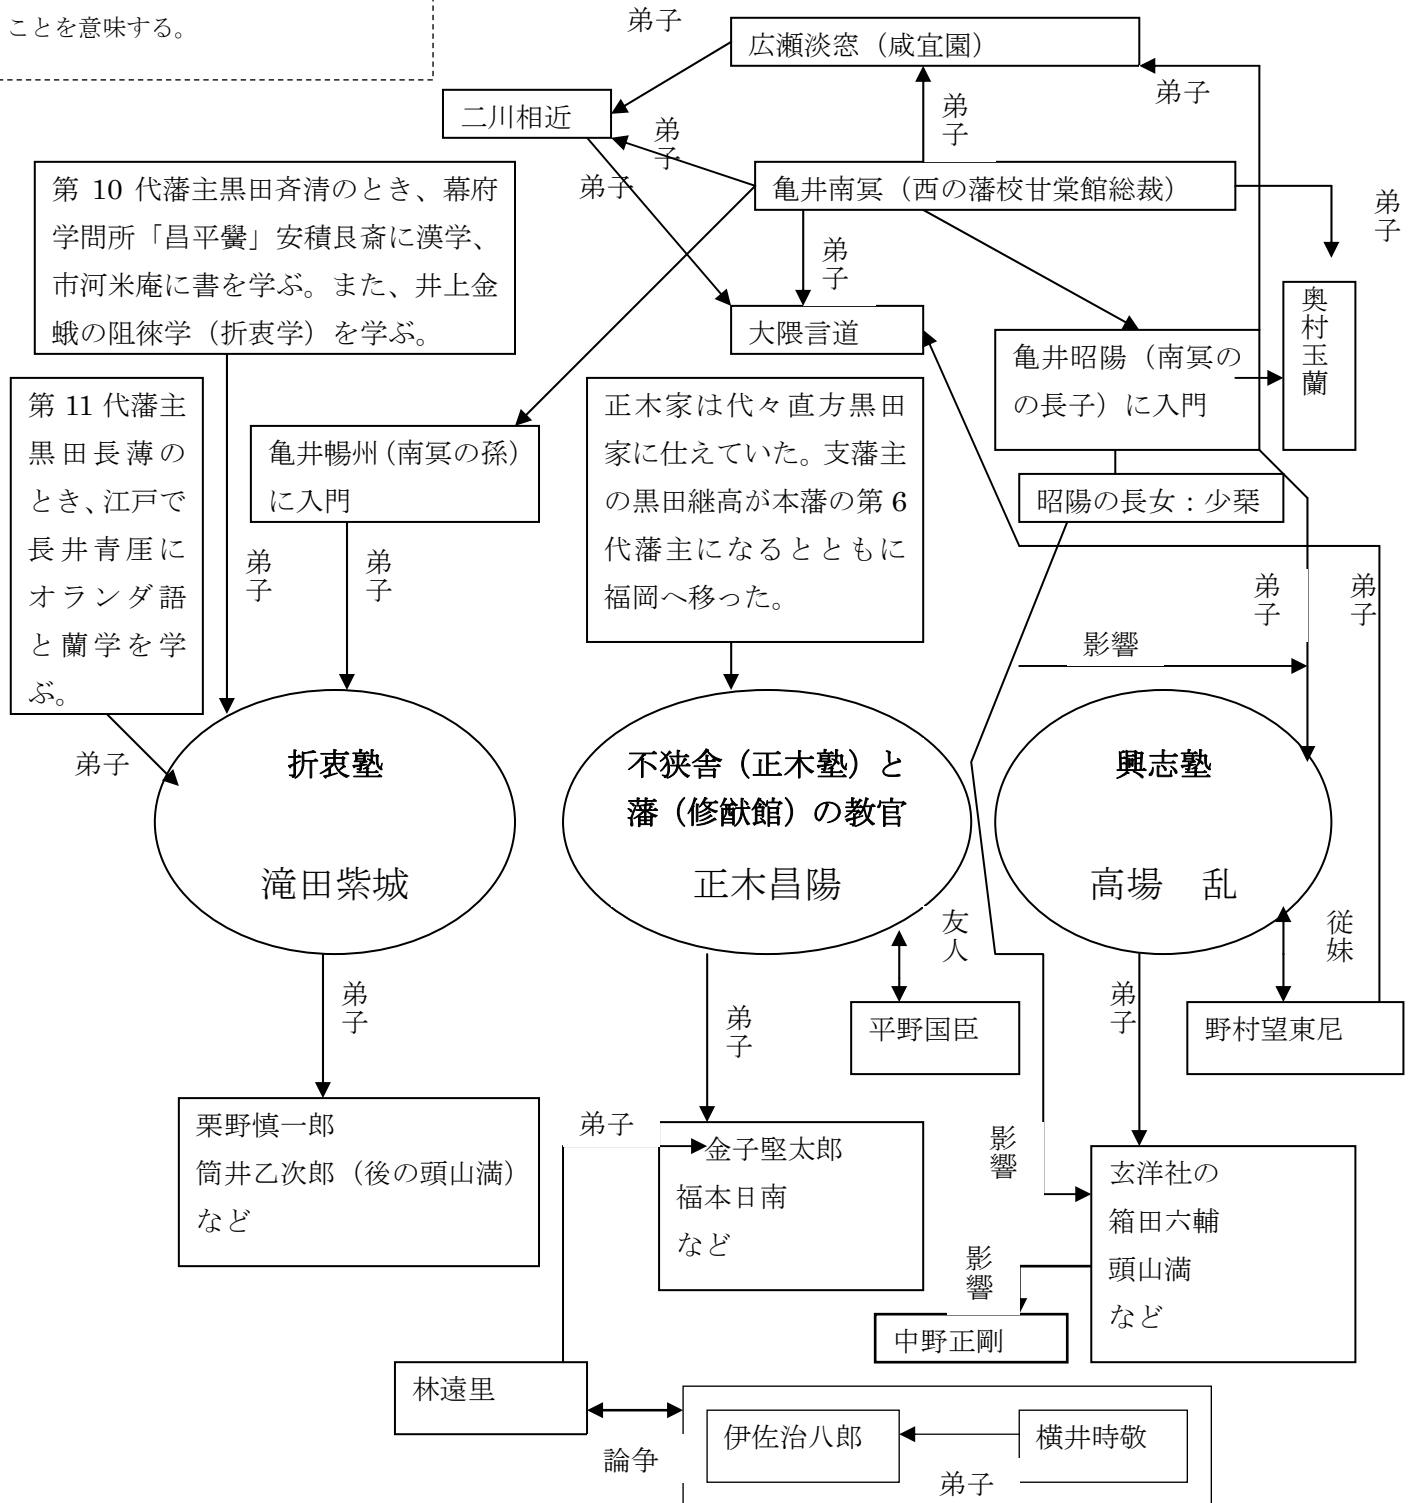 ことを意味する。
弟子
広瀬淡窓（咸宜園）
弟子
二川相近
弟子
弟子
弟子
亀井南冥（西の藩校甘棠館総裁）
弟子
第 10 代藩主黒田斉清のとき、幕府
学問所「昌平黌」安積艮斎に漢学、
市河米庵に書を学ぶ。また、井上金
蛾の阻徠学（折衷学）を学ぶ。
弟子
大隈言道
奥村玉蘭
亀井昭陽（南冥の
の長子）に入門
昭陽の長女：少栞
第 11 代藩主
黒田長薄の
とき、江戸で
長井青厓に
オランダ語
と蘭学を学
ぶ。
亀井暢州（南冥の孫）
に入門
正木家は代々直方黒田
家に仕えていた。支藩主
の黒田継高が本藩の第 6
代藩主になるとともに
福岡へ移った。
弟子
弟子
弟子
弟子
影響
弟子
折衷塾
滝田紫城
不狭舎（正木塾）と
藩（修猷館）の教官
正木昌陽
興志塾
高場　乱
友人
従妹
弟子
弟子
弟子
平野国臣
野村望東尼
栗野慎一郎
筒井乙次郎（後の頭山満）
など
弟子
金子堅太郎
福本日南
など
影響
玄洋社の
箱田六輔
頭山満
など
影響
中野正剛
林遠里
論争
伊佐治八郎
横井時敬
弟子